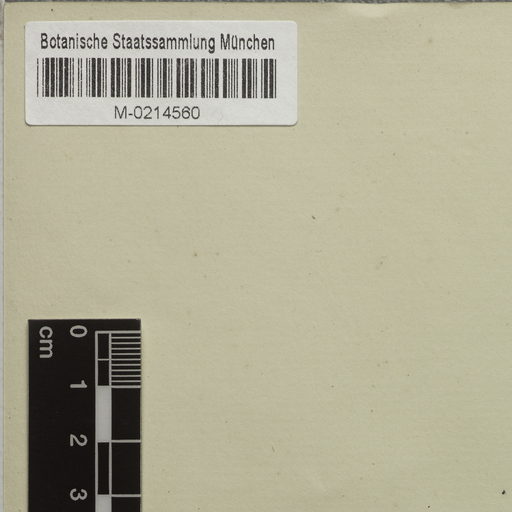 Botanische Staatssammlung München
M-0214560
cm
0
1
2
3